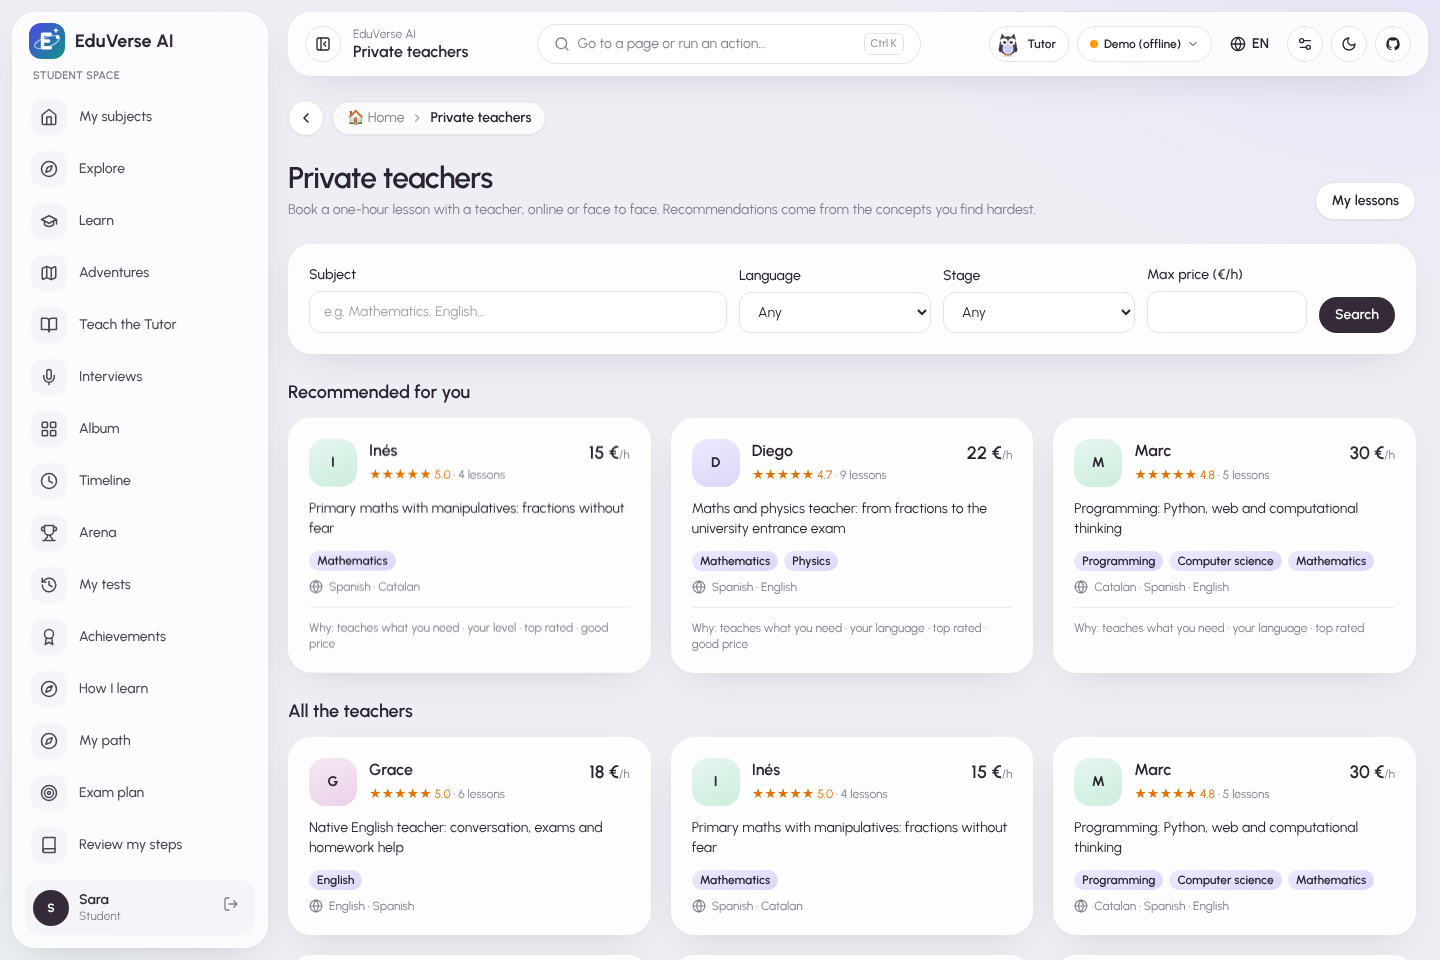 EduVerse AI
STUDENT SPACE
My subjects
Explore
Learn
Adventures
Teach the Tutor
Interviews
Album
Timeline
Arena
My tests
Achievements
How I learn
My path
Exam plan
Review my steps
S
Sara
Student
EduVerse AI
Private teachers
Go to a page or run an action...
Ctrl K
Tutor
Demo (offline)
EN
Home
Private teachers
Private teachers
Book a one-hour lesson with a teacher, online or face to face. Recommendations come from the concepts you find hardest.
My lessons
Subject
e.g. Mathematics, English...
Language
Any
Stage
Any
Max price (€/h)
Search
Recommended for you
I
Inés
★★★★★ 5.0 · 4 lessons
15 €/h
Primary maths with manipulatives: fractions without
fear
Mathematics
Spanish · Catalan
Why: teaches what you need · your level · top rated · good
price
D
Diego
★★★★★ 4.7 · 9 lessons
22 €/h
Maths and physics teacher: from fractions to the
university entrance exam
Mathematics Physics
Spanish · English
Why: teaches what you need · your language · top rated ·
good price
M
Marc
★★★★★ 4.8 · 5 lessons
30 €/h
Programming: Python, web and computational
thinking
Programming Computer science Mathematics
Catalan · Spanish · English
Why: teaches what you need · your language · top rated
All the teachers
G
Grace
★★★★★ 5.0 · 6 lessons
18 €/h
Native English teacher: conversation, exams and
homework help
English
English · Spanish
I
Inés
★★★★★ 5.0 · 4 lessons
15 €/h
Primary maths with manipulatives: fractions without
fear
Mathematics
Spanish · Catalan
M
Marc
★★★★★ 4.8 · 5 lessons
30 €/h
Programming: Python, web and computational
thinking
Programming Computer science Mathematics
Catalan · Spanish · English